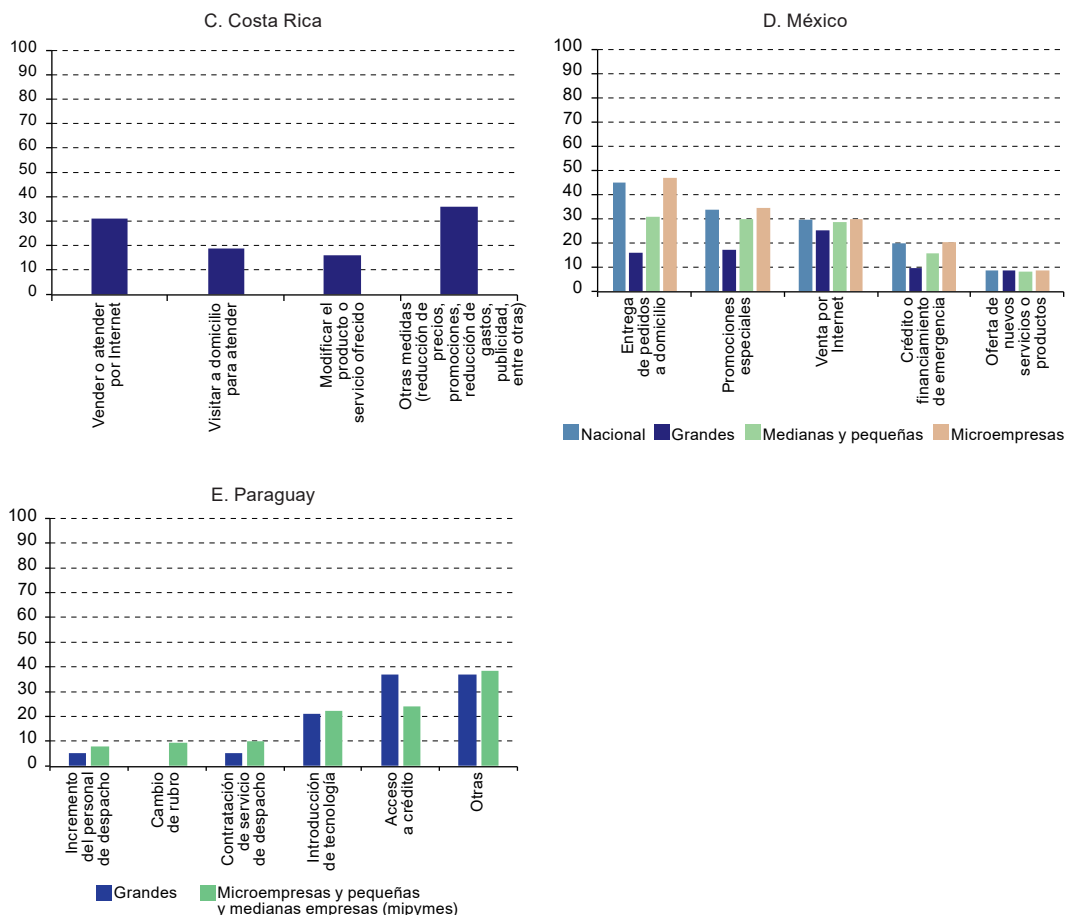 C. Costa Rica
100
90
80
70
60
50
40
30
20
10
0
Vender o atender
por Internet
Visitar a domicilio
para atender
Modificar el
producto o
servicio ofrecido
Otras medidas
(reducción de
precios,
promociones,
reducción de
gastos,
publicidad,
entre otras)
D. México
100
90
80
70
60
50
40
30
20
10
0
Entrega
de pedidos
a domicilio
Promociones
especiales
Venta por
Internet
Crédito o
financiamiento
de emergencia
Oferta de
nuevos
servicios o
productos
Nacional
Grandes
Medianas y pequeñas
Microempresas
E. Paraguay
100
90
80
70
60
50
40
30
20
10
0
Incremento
del personal
de despacho
Cambio
de rubro
Contratación
de servicio
de despacho
Introducción
de tecnología
Acceso
a crédito
Otras
Grandes
Microempresas y pequeñas
y medianas empresas (mipymes)